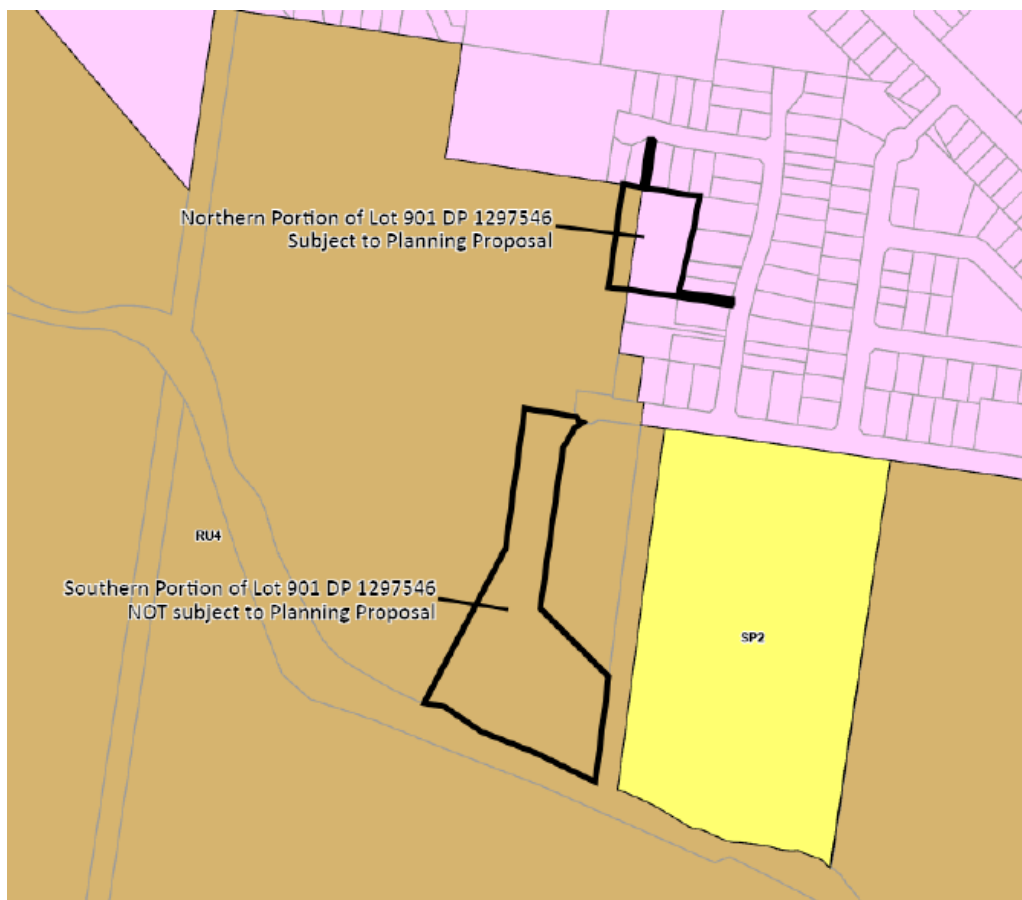 Northern Portion of Lot 901 DP 1297546
Subject to Planning Proposal
RU4
Southern Portion of Lot 901 DP 1297546
NOT subject to Planning Proposal
SP2